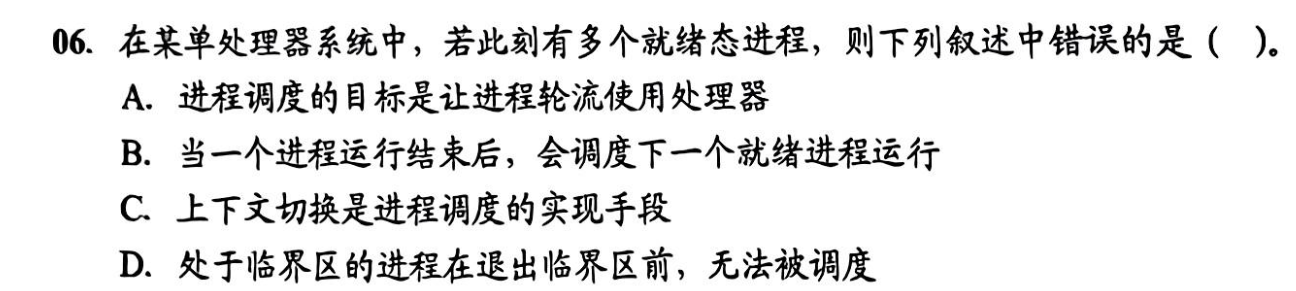 06. 在某单处理器系统中，若此刻有多个就绪态进程，则下列叙述中错误的是（ ）。
A. 进程调度的目标是让进程轮流使用处理器
B. 当一个进程运行结束后，会调度下一个就绪进程运行
C. 上下文切换是进程调度的实现手段
D. 处于临界区的进程在退出临界区前，无法被调度